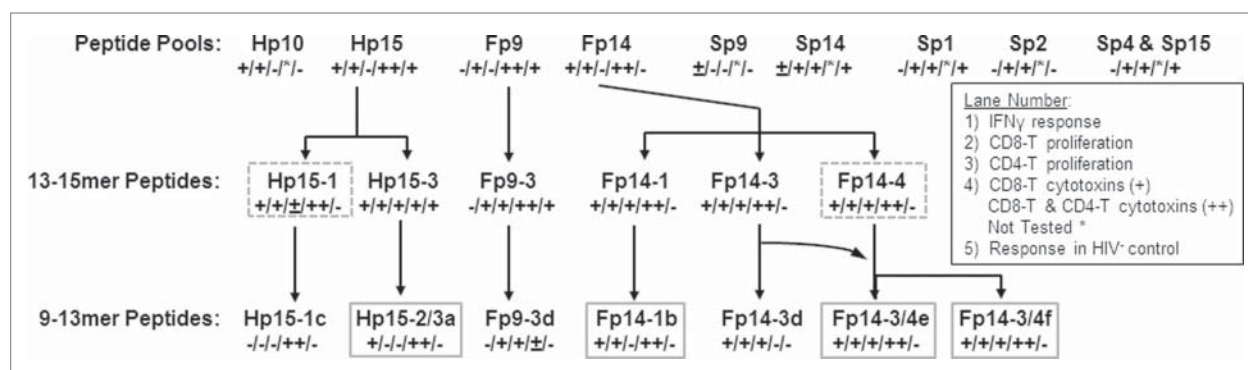 Peptide Pools: Hp10 Hp15 Fp9 Fp14 Sp9 Sp14 Sp1 Sp2 Sp4 & Sp15
+/+/-/*/- +/+/-/++/+ -/+/-/++/+ +/+/-/++/- ±/-/-/*/- ±/+/+/*/+ -/+/+/*/+ -/+/+/*/- -/+/+/*/+
Lane Number:
1) IFNγ response
2) CD8-T proliferation
3) CD4-T proliferation
4) CD8-T cytotoxins (+)
CD8-T & CD4-T cytotoxins (++)
Not Tested *
5) Response in HIV- control
13-15mer Peptides: Hp15-1 Hp15-3 Fp9-3 Fp14-1 Fp14-3 Fp14-4
+/+/±/++/- +/+/+/+/+ -/+/+/++/+ +/+/+/++/- +/+/+/++/- +/+/+/++/-
9-13mer Peptides: Hp15-1c Hp15-2/3a Fp9-3d Fp14-1b Fp14-3d Fp14-3/4e Fp14-3/4f
-/-/-/++/- +/-/-/++/- -/+/+/±/- +/+/-/++/- +/+/+/-/- +/+/+/++/- +/+/+/++/-